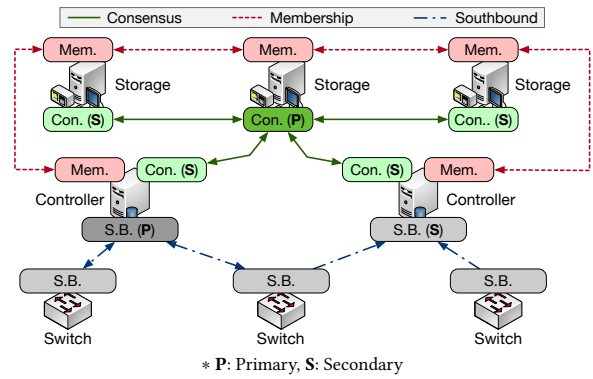 Consensus Membership Southbound
Mem. Mem. Mem.
Storage Storage Storage
Con. (S) Con. (P) Con.. (S)
Mem. Con. (S) Con. (S) Mem.
Controller Controller
S.B. (P) S.B. (S)
S.B. S.B. S.B.
Switch Switch Switch
* P: Primary, S: Secondary